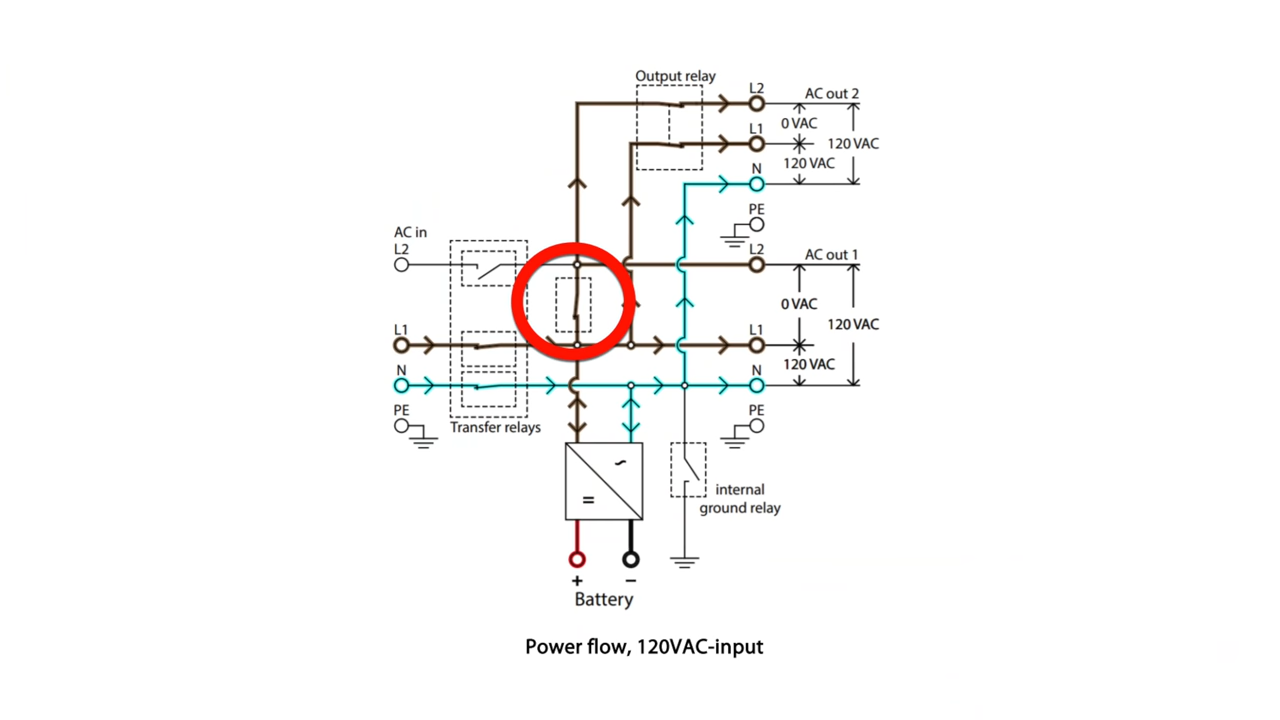 Output relay
L2
AC out 2
0 VAC
L1
120 VAC
120 VAC
N
PE
AC in
L2
L2
AC out 1
0 VAC
L1
L1
120 VAC
120 VAC
N
N
PE
PE
Transfer relays
~
=
internal
ground relay
+
–
Battery
Power flow, 120VAC-input